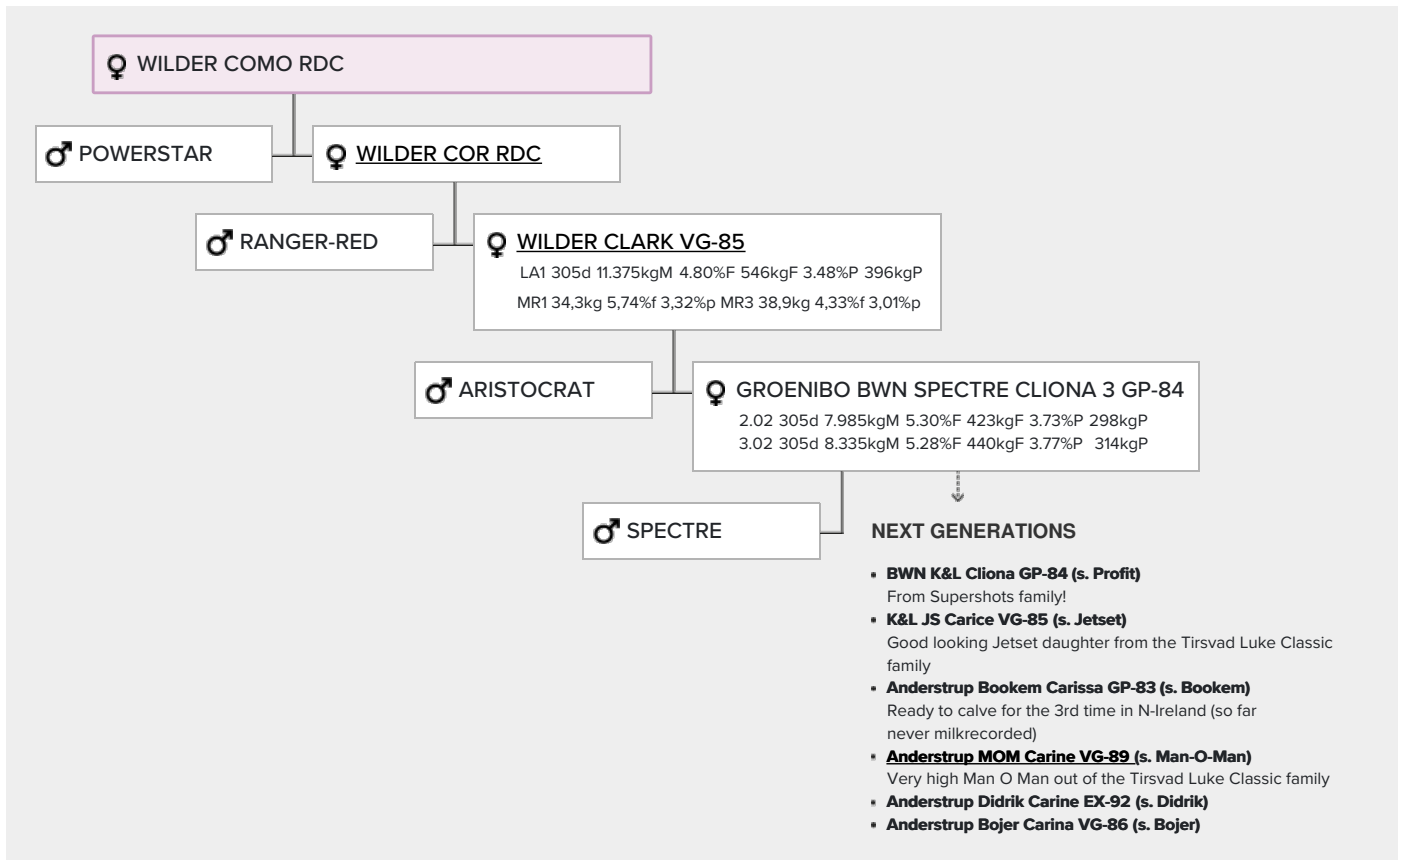 WILDER COMO RDC
POWERSTAR
WILDER COR RDC
RANGER-RED
WILDER CLARK VG-85
LA1 305d 11.375kgM 4.80%F 546kgF 3.48%P 396kgP
MR1 34,3kg 5,74%f 3,32%p MR3 38,9kg 4,33%f 3,01%p
ARISTOCRAT
GROENIBO BWN SPECTRE CLIONA 3 GP-84
2.02 305d 7.985kgM 5.30%F 423kgF 3.73%P 298kgP
3.02 305d 8.335kgM 5.28%F 440kgF 3.77%P 314kgP
SPECTRE
NEXT GENERATIONS
BWN K&L Cliona GP-84 (s. Profit)
From Supershots family!
K&L JS Carice VG-85 (s. Jetset)
Good looking Jetset daughter from the Tirsvad Luke Classic
family
Anderstrup Bookem Carissa GP-83 (s. Bookem)
Ready to calve for the 3rd time in N-Ireland (so far
never milkrecorded)
Anderstrup MOM Carine VG-89 (s. Man-O-Man)
Very high Man O Man out of the Tirsvad Luke Classic family
Anderstrup Didrik Carine EX-92 (s. Didrik)
Anderstrup Bojer Carina VG-86 (s. Bojer)